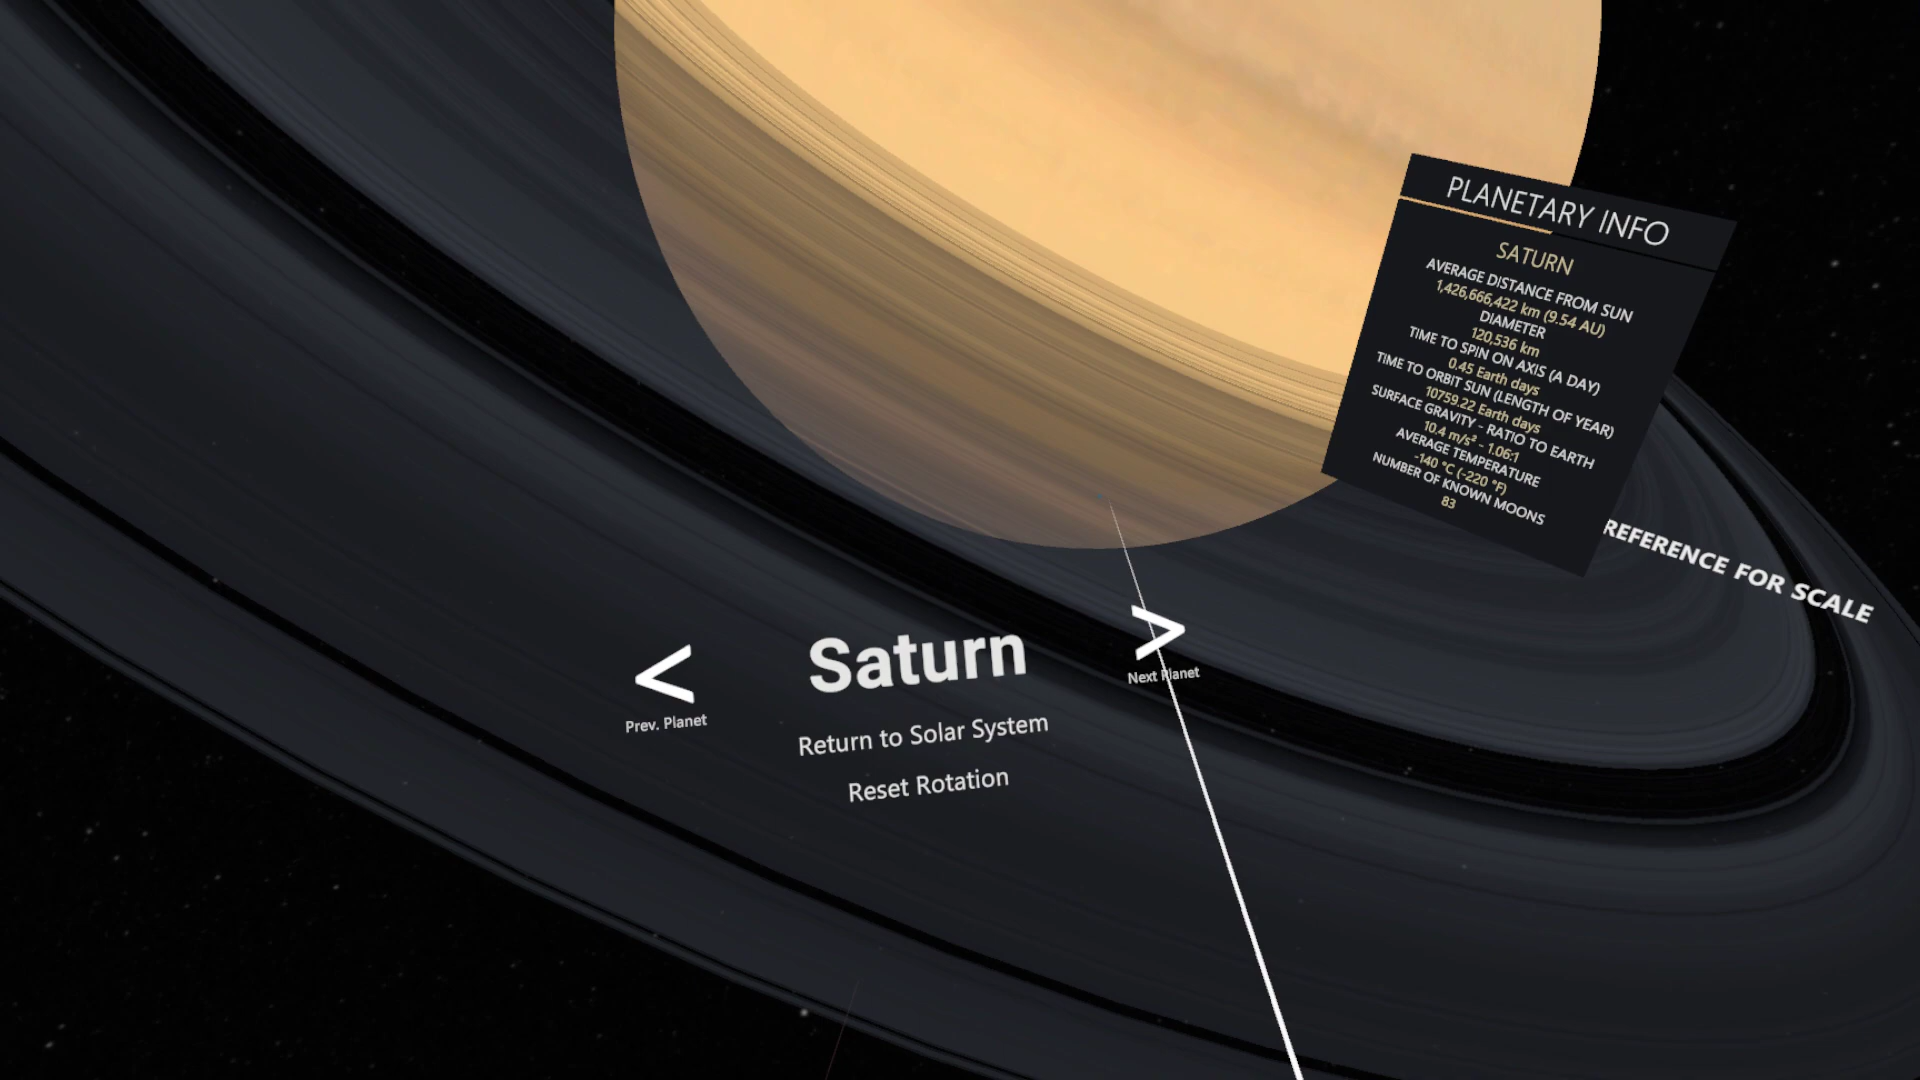 PLANETARY INFO
SATURN
AVERAGE DISTANCE FROM SUN
1,426,666,422 km (9.54 AU)
DIAMETER
120,536 km
TIME TO SPIN ON AXIS (A DAY)
0.45 Earth days
TIME TO ORBIT SUN (LENGTH OF YEAR)
10759.22 Earth days
SURFACE GRAVITY - RATIO TO EARTH
10.4 m/s² - 1.06:1
AVERAGE TEMPERATURE
-140 °C (-220 °F)
NUMBER OF KNOWN MOONS
83
REFERENCE FOR SCALE
<
Prev. Planet
Saturn
>
Next Planet
Return to Solar System
Reset Rotation